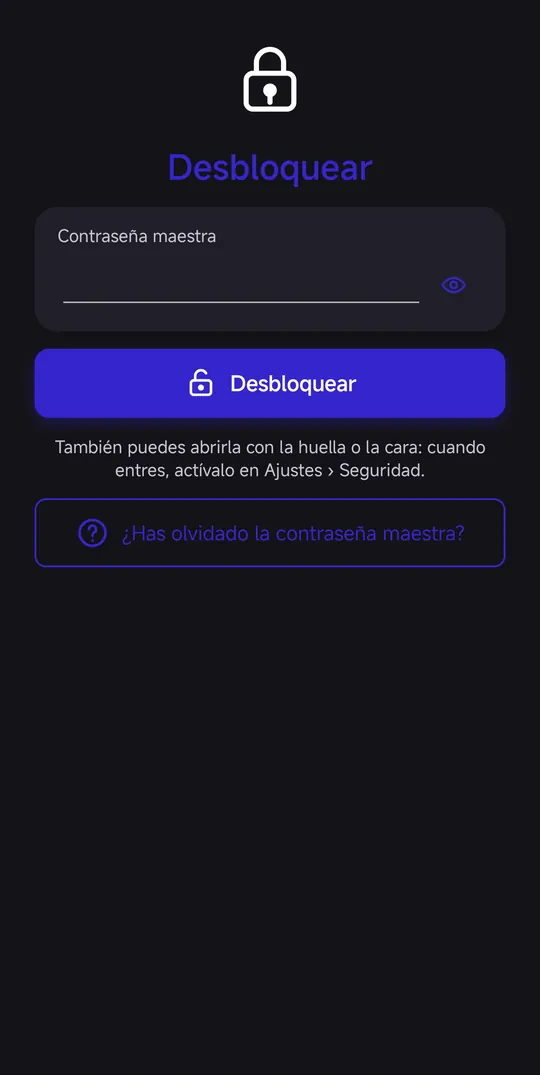 Desbloquear
Contraseña maestra
Desbloquear
También puedes abrirla con la huella o la cara: cuando
entres, actívalo en Ajustes › Seguridad.
¿Has olvidado la contraseña maestra?